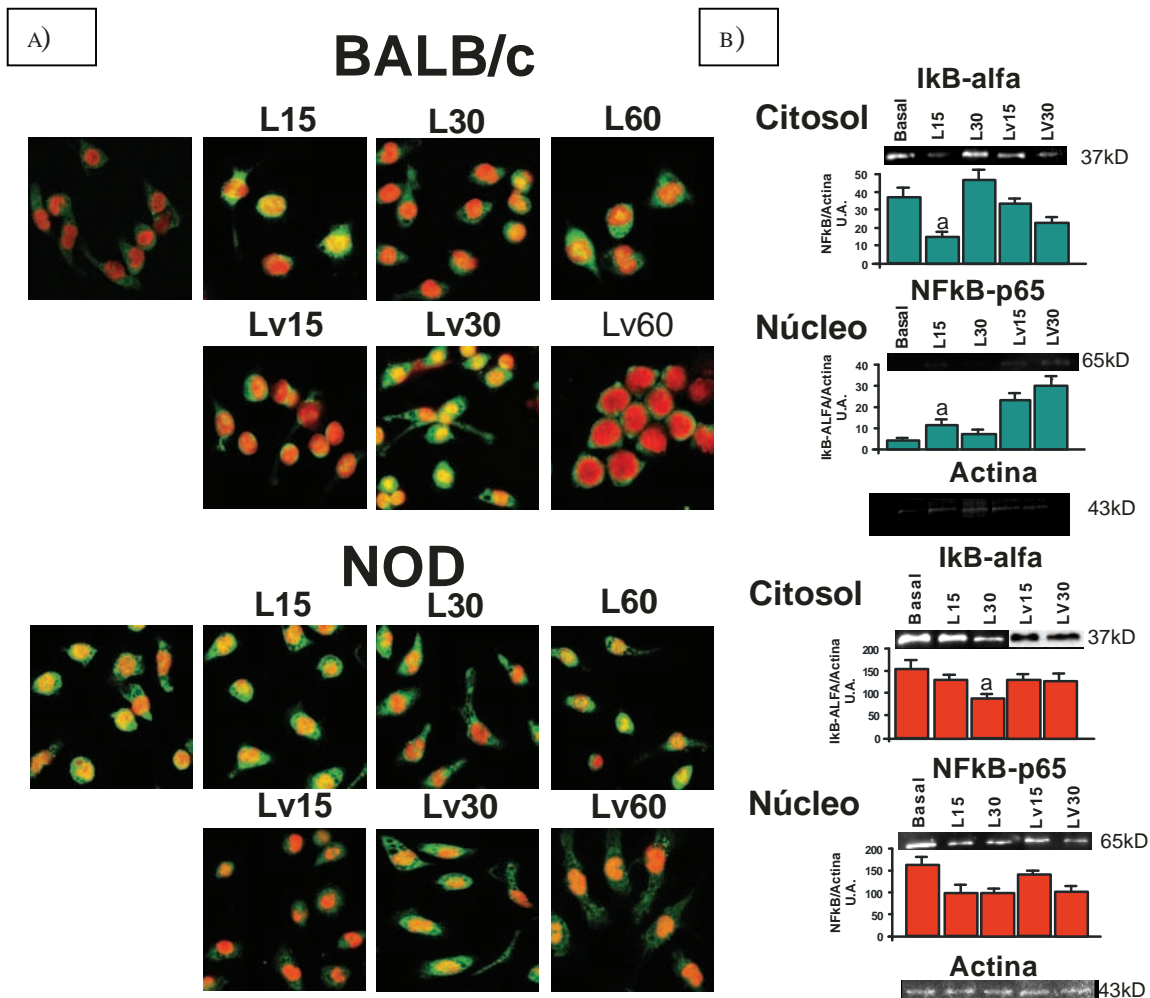 A)
BALB/c
L15 L30 L60
Lv15 Lv30 Lv60
NOD
L15 L30 L60
Lv15 Lv30 Lv60
B)
IkB-alfa
Citosol
Basal L15 L30 Lv15 LV30
37kD
NFkB/Actina
U.A.
50
40
30
20
10
0
a
NFkB-p65
Núcleo
Basal L15 L30 Lv15 LV30
65kD
IkB-ALFA/Actina
U.A.
40
30
20
10
0
a
Actina
43kD
IkB-alfa
Citosol
Basal L15 L30 Lv15 LV30
37kD
IkB-ALFA/Actina
U.A.
200
150
100
50
0
a
NFkB-p65
Núcleo
Basal L15 L30 Lv15 LV30
65kD
NFkB/Actina
U.A.
200
150
100
50
0
Actina
43kD